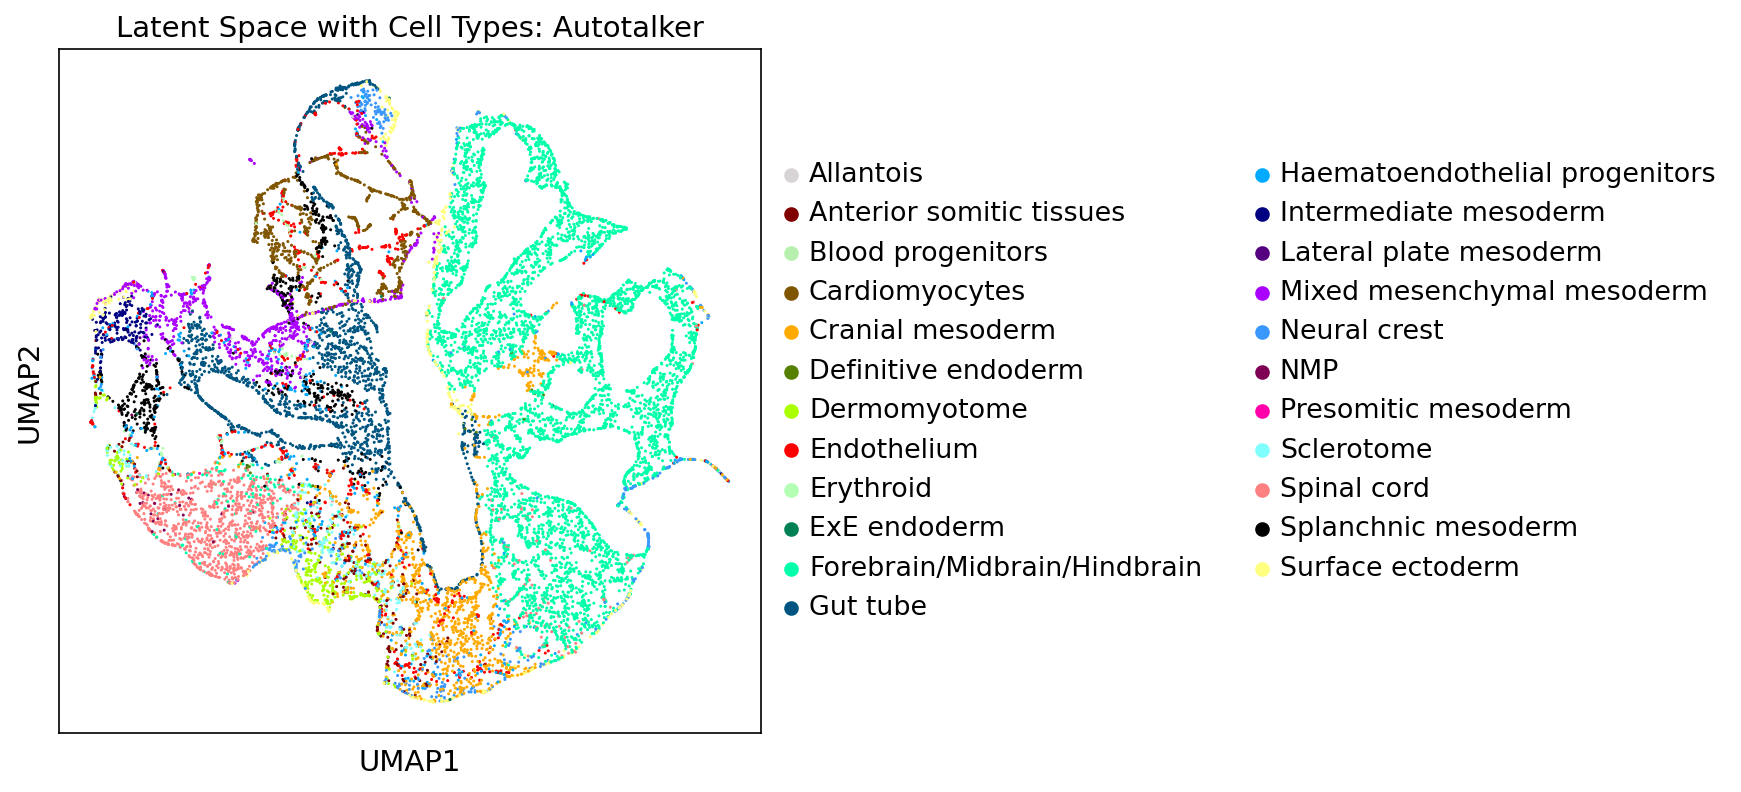 Latent Space with Cell Types: Autotalker
UMAP2
UMAP1
Allantois
Anterior somitic tissues
Blood progenitors
Cardiomyocytes
Cranial mesoderm
Definitive endoderm
Dermomyotome
Endothelium
Erythroid
ExE endoderm
Forebrain/Midbrain/Hindbrain
Gut tube
Haematoendothelial progenitors
Intermediate mesoderm
Lateral plate mesoderm
Mixed mesenchymal mesoderm
Neural crest
NMP
Presomitic mesoderm
Sclerotome
Spinal cord
Splanchnic mesoderm
Surface ectoderm